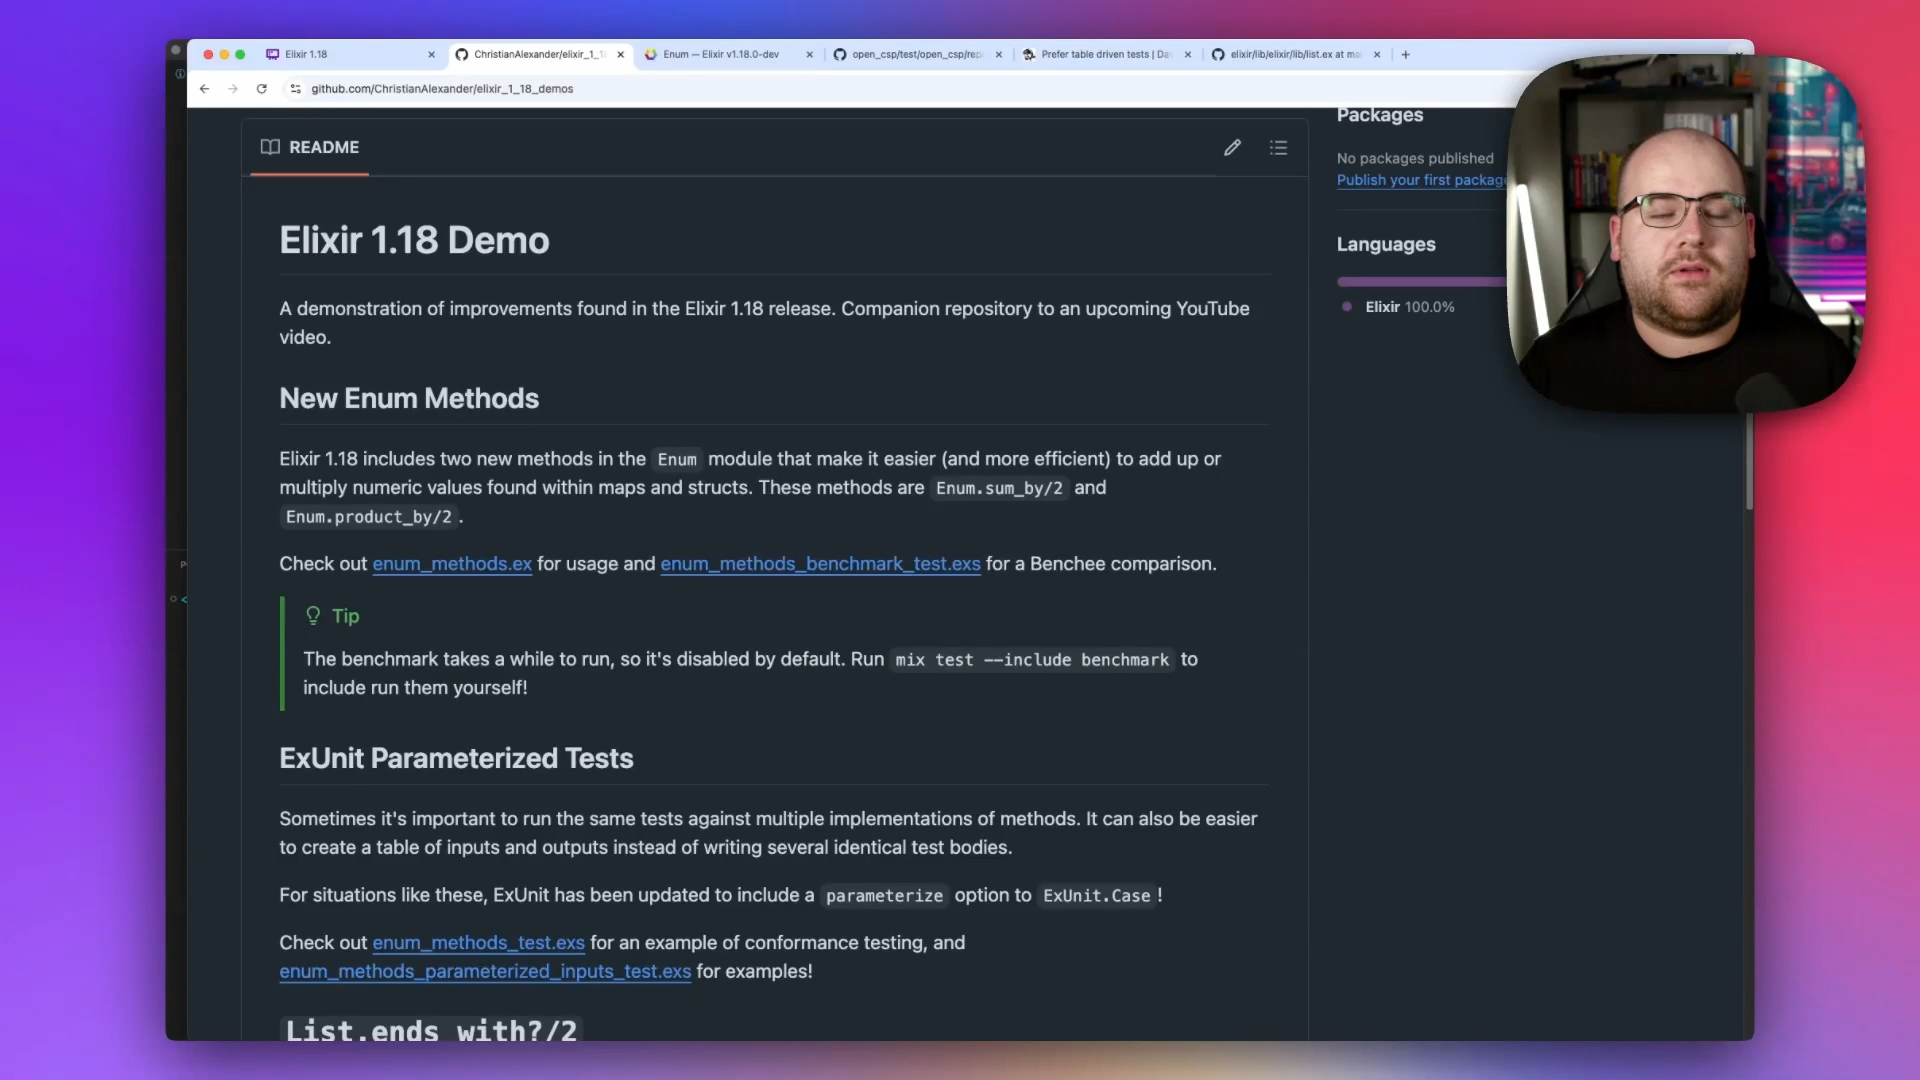 Elixir 1.18
ChristianAlexander/elixir_1_1
Enum — Elixir v1.18.0-dev
open_csp/test/open_csp/rep
Prefer table driven tests | Da
elixir/lib/elixir/lib/list.ex at ma
github.com/ChristianAlexander/elixir_1_18_demos
README
Elixir 1.18 Demo
A demonstration of improvements found in the Elixir 1.18 release. Companion repository to an upcoming YouTube
video.
New Enum Methods
Elixir 1.18 includes two new methods in the Enum module that make it easier (and more efficient) to add up or
multiply numeric values found within maps and structs. These methods are Enum.sum_by/2 and
Enum.product_by/2.
Check out enum_methods.ex for usage and enum_methods_benchmark_test.exs for a Benchee comparison.
Tip
The benchmark takes a while to run, so it's disabled by default. Run mix test --include benchmark to
include run them yourself!
ExUnit Parameterized Tests
Sometimes it's important to run the same tests against multiple implementations of methods. It can also be easier
to create a table of inputs and outputs instead of writing several identical test bodies.
For situations like these, ExUnit has been updated to include a parameterize option to ExUnit.Case!
Check out enum_methods_test.exs for an example of conformance testing, and
enum_methods_parameterized_inputs_test.exs for examples!
List.ends_with?/2
Packages
No packages published
Publish your first package
Languages
Elixir 100.0%